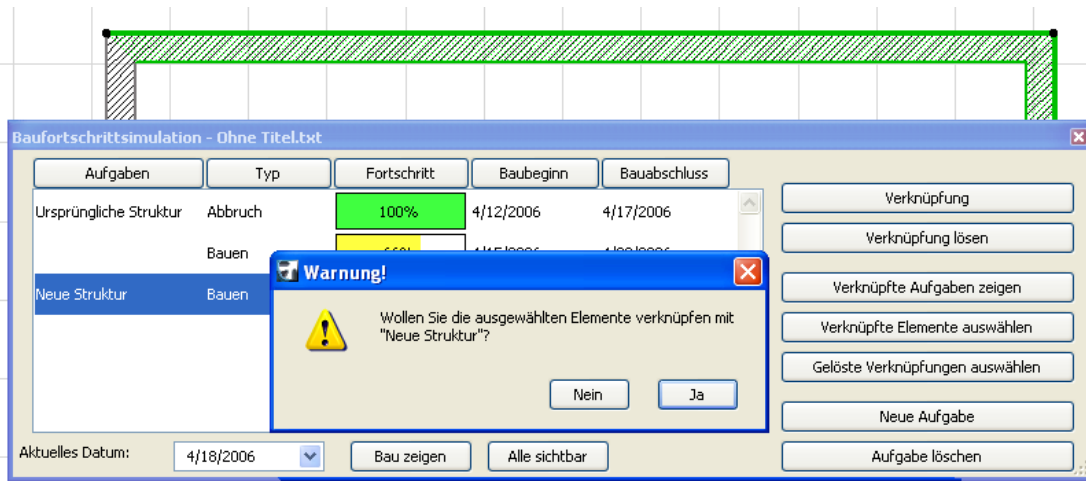 Baufortschrittsimulation - Ohne Titel.txt
Aufgaben Typ Fortschritt Baubeginn Bauabschluss
Ursprüngliche Struktur Abbruch 100% 4/12/2006 4/17/2006
Bauen
Neue Struktur Bauen
Warnung!
Wollen Sie die ausgewählten Elemente verknüpfen mit
"Neue Struktur"?
Nein Ja
Verknüpfung
Verknüpfung lösen
Verknüpfte Aufgaben zeigen
Verknüpfte Elemente auswählen
Gelöste Verknüpfungen auswählen
Neue Aufgabe
Aufgabe löschen
Aktuelles Datum: 4/18/2006 Bau zeigen Alle sichtbar